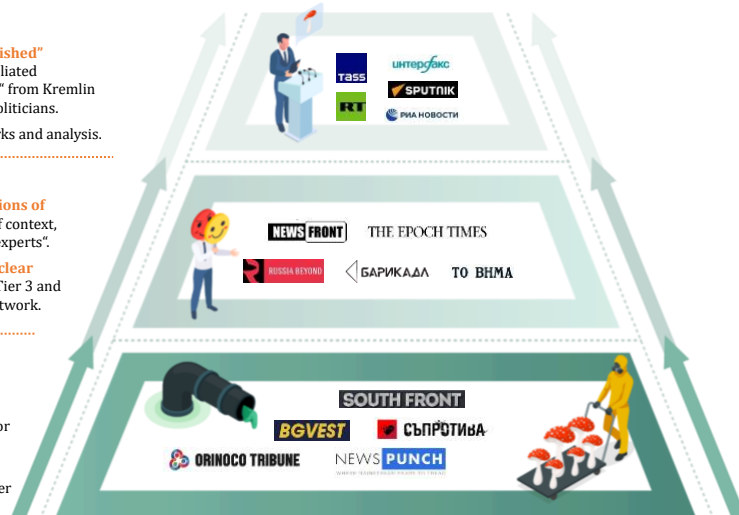 ished”
liated
“ from Kremlin
oliticians.
ks and analysis.
TASS
интерфакс
RT
SPUTNIK
РИА НОВОСТИ
ions of
f context,
experts“.
clear
Tier 3 and
twork.
NEWS FRONT
THE EPOCH TIMES
RUSSIA BEYOND
БАРИКАДА
ΤΟ ΒΗΜΑ
or
er
SOUTH FRONT
BGVEST
СЪПРОТИВА
ORINOCO TRIBUNE
NEWS PUNCH